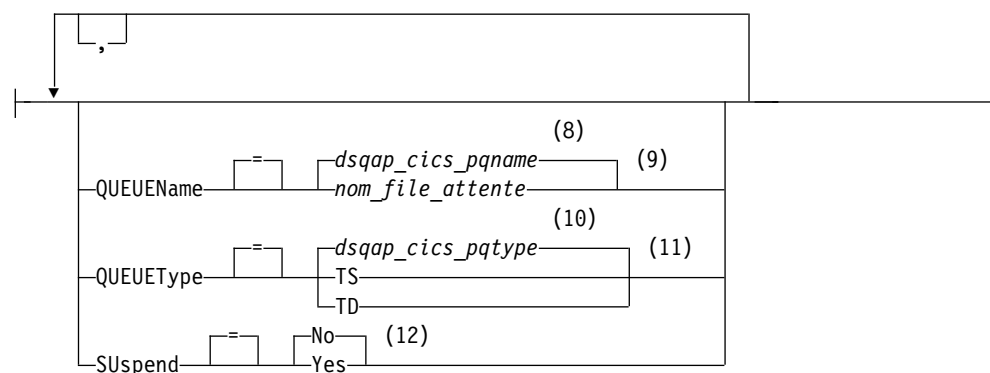 ,
(8)
= dsqap_cics_pqname (9)
QUEUEName nom_file_attente
(10)
= dsqap_cics_pqtype (11)
QUEUEType TS
TD
= No (12)
SUspend Yes